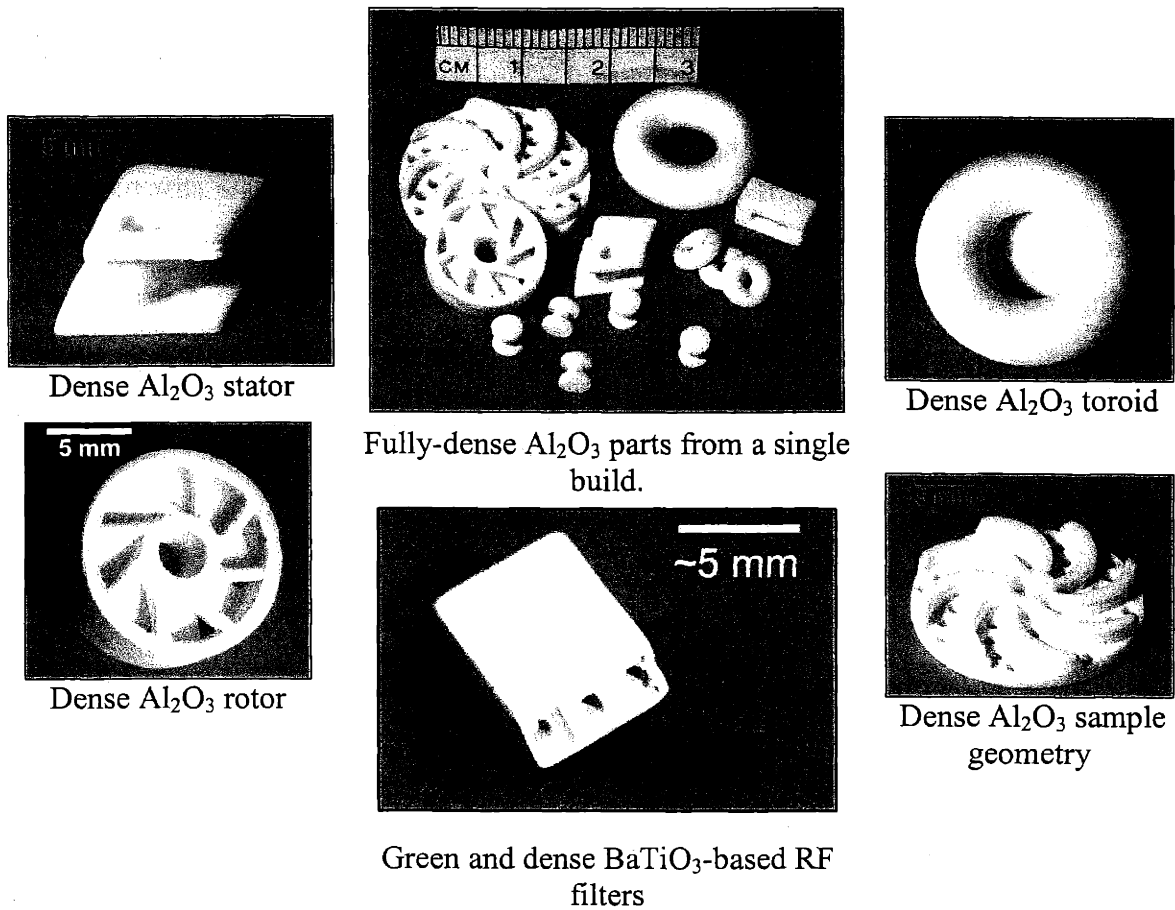 CM 1 2 3
Dense Al₂O₃ stator
5 mm
Dense Al₂O₃ rotor
Fully-dense Al₂O₃ parts from a single
build.
~5 mm
Green and dense BaTiO₃-based RF
filters
Dense Al₂O₃ toroid
Dense Al₂O₃ sample
geometry